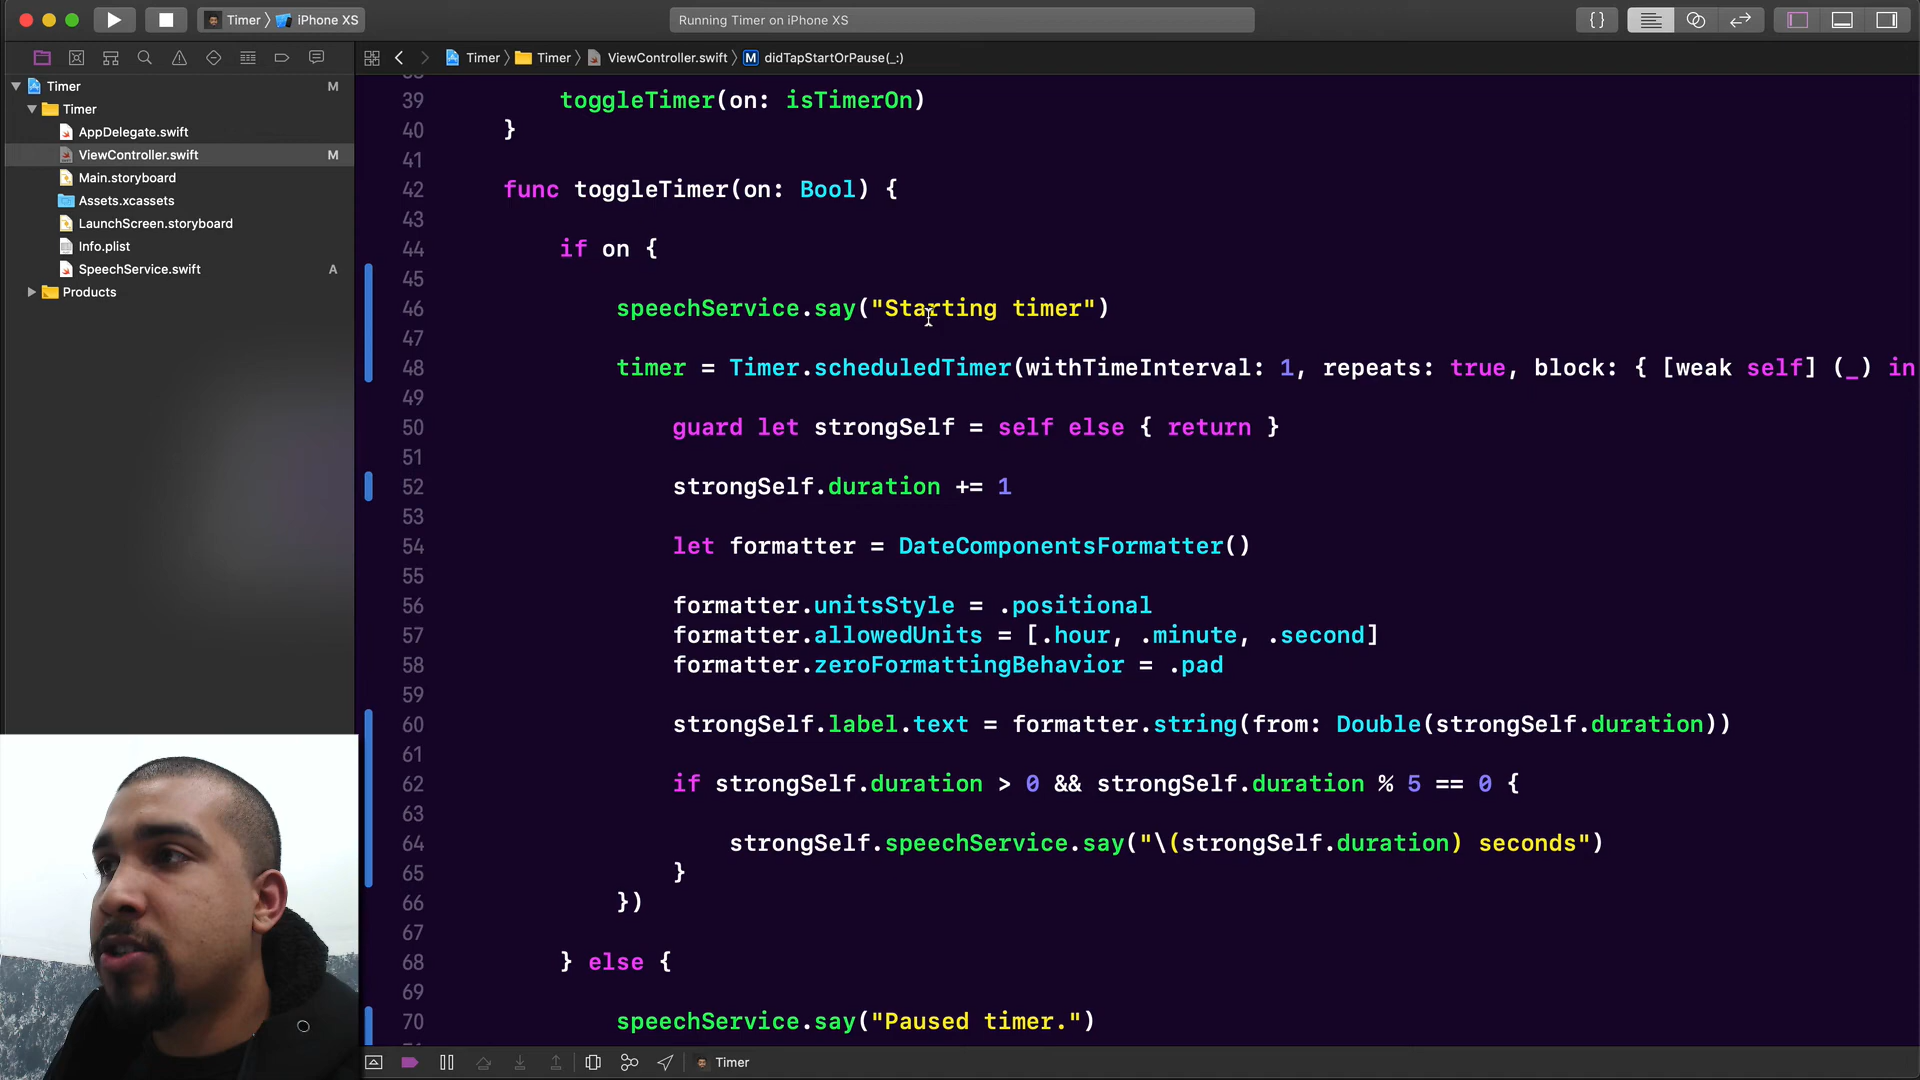 Timer
iPhone XS
Running Timer on iPhone XS
{}
Timer
Timer
ViewController.swift
M
didTapStartOrPause(_:)
Timer
M
Timer
AppDelegate.swift
ViewController.swift
M
Main.storyboard
Assets.xcassets
LaunchScreen.storyboard
Info.plist
SpeechService.swift
A
Products
39 toggleTimer(on: isTimerOn)
40 }
41
42 func toggleTimer(on: Bool) {
43
44 if on {
45
46 speechService.say("Starting timer")
47
48 timer = Timer.scheduledTimer(withTimeInterval: 1, repeats: true, block: { [weak self] (_) in
49
50 guard let strongSelf = self else { return }
51
52 strongSelf.duration += 1
53
54 let formatter = DateComponentsFormatter()
55
56 formatter.unitsStyle = .positional
57 formatter.allowedUnits = [.hour, .minute, .second]
58 formatter.zeroFormattingBehavior = .pad
59
60 strongSelf.label.text = formatter.string(from: Double(strongSelf.duration))
61
62 if strongSelf.duration > 0 && strongSelf.duration % 5 == 0 {
63
64 strongSelf.speechService.say("\(strongSelf.duration) seconds")
65 }
66 })
67
68 } else {
69
70 speechService.say("Paused timer.")
Timer